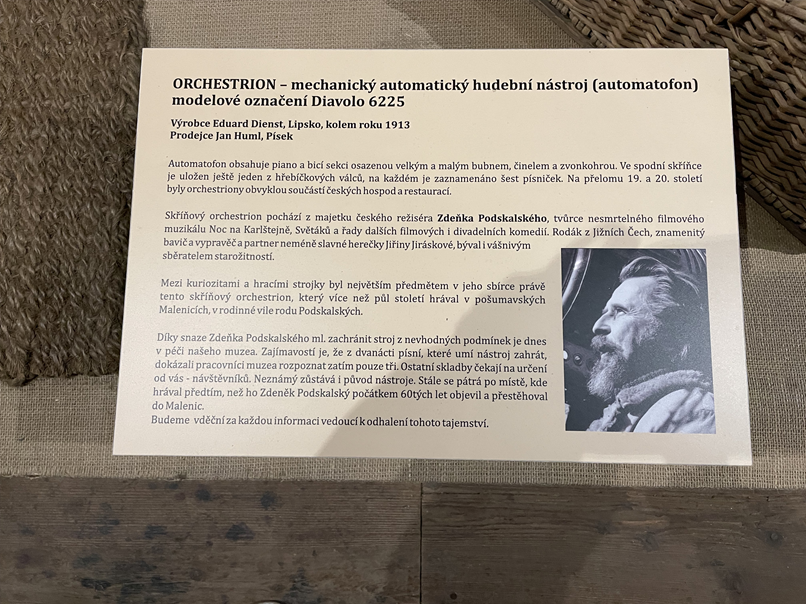 ORCHESTRION – mechanický automatický hudební nástroj (automatofon)
modelové označení Diavolo 6225
Výrobce Eduard Dienst, Lipsko, kolem roku 1913
Prodejce Jan Huml, Písek
Automatofon obsahuje piano a bicí sekci osazenou velkým a malým bubnem, činelem a zvonkohrou. Ve spodní skříňce
je uložen ještě jeden z hřebíčkových válců, na každém je zaznamenáno šest písniček. Na přelomu 19. a 20. století
byly orchestriony obvyklou součástí českých hospod a restaurací.
Skříňový orchestrion pochází z majetku českého režiséra Zdeňka Podskalského, tvůrce nesmrtelného filmového
muzikálu Noc na Karlštejně, Světáků a řady dalších filmových i divadelních komedií. Rodák z Jižních Čech, znamenitý
bavič a vypravěč a partner neméně slavné herečky Jiřiny Jiráskové, býval i vášnivým
sběratelem starožitností.
Mezi kuriozitami a hracími strojky byl největším předmětem v jeho sbírce právě
tento skříňový orchestrion, který více než půl století hrával v pošumavských
Malenicích, v rodinné vile rodu Podskalských.
Díky snaze Zdeňka Podskalského ml. zachránit stroj z nevhodných podmínek je dnes
v péči našeho muzea. Zajímavostí je, že z dvanácti písní, které umí nástroj zahrát,
dokázali pracovníci muzea rozpoznat zatím pouze tři. Ostatní skladby čekají na určení
od vás - návštěvníků. Neznámý zůstává i původ nástroje. Stále se pátrá po místě, kde
hrával předtím, než ho Zdeněk Podskalský počátkem 60tých let objevil a přestěhoval
do Malenic.
Budeme vděční za každou informaci vedoucí k odhalení tohoto tajemství.